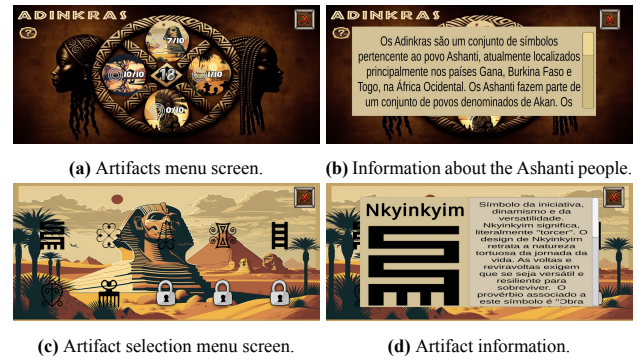 ADINKRAS
?
X
7/10
10/10
18
1/10
0/10
(a) Artifacts menu screen.
ADINKRAS
?
X
Os Adinkras são um conjunto de símbolos
pertencente ao povo Ashanti, atualmente localizados
principalmente nos países Gana, Burkina Faso e
Togo, na África Ocidental. Os Ashanti fazem parte de
um conjunto de povos denominados de Akan. Os
(b) Information about the Ashanti people.
X
(c) Artifact selection menu screen.
X
Nkyinkyim
Símbolo da iniciativa,
dinamismo e da
versatilidade.
Nkyinkyim significa,
literalmente "torcer". O
design de Nkyinkyim
retrata a natureza
tortuosa da jornada da
vida. As voltas e
reviravoltas exigem
que se seja versátil e
resiliente para
sobreviver. O
provérbio associado a
este símbolo é "Ɔbra
(d) Artifact information.